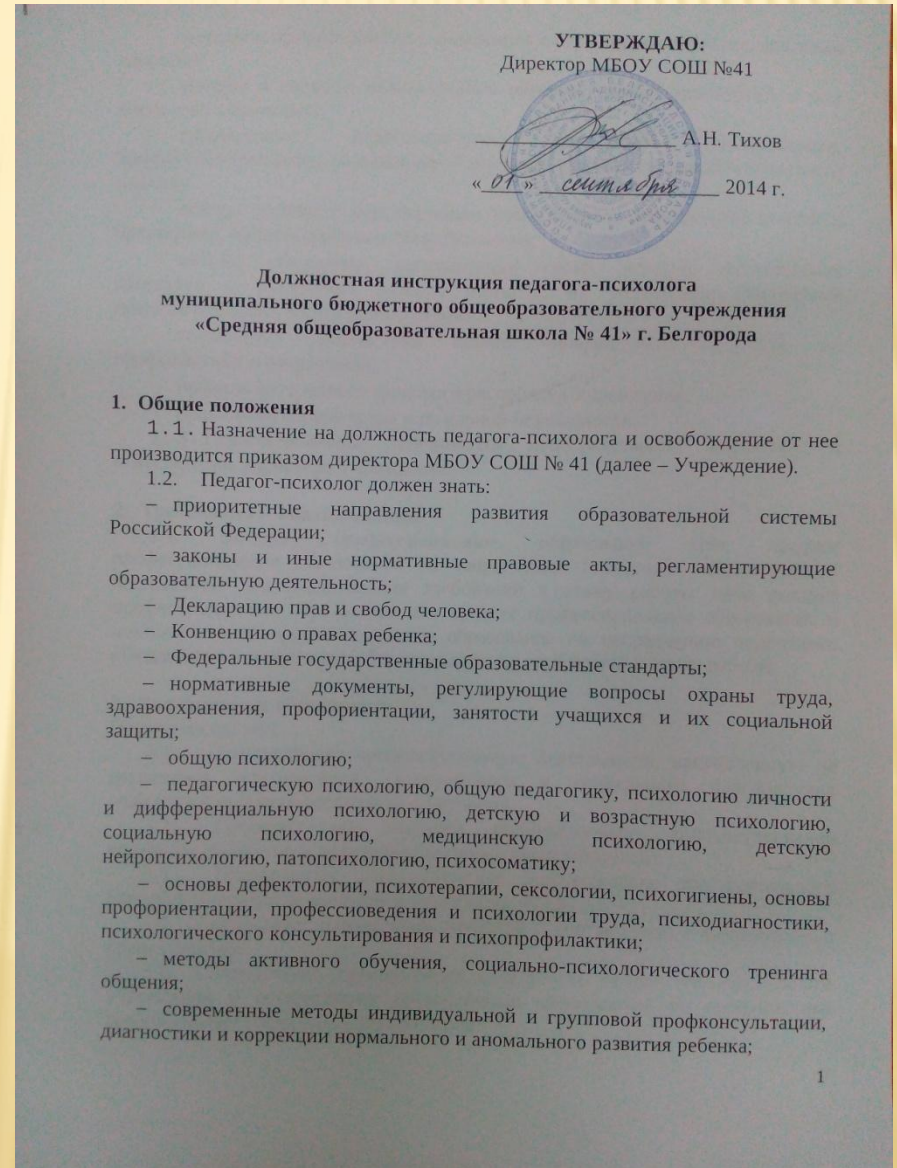 УТВЕРЖДАЮ:
Директор МБОУ СОШ №41
А.Н. Тихов
« 01 » сентября 2014 г.
Должностная инструкция педагога-психолога
муниципального бюджетного общеобразовательного учреждения
«Средняя общеобразовательная школа № 41» г. Белгорода
1. Общие положения
1.1. Назначение на должность педагога-психолога и освобождение от нее
производится приказом директора МБОУ СОШ № 41 (далее – Учреждение).
1.2. Педагог-психолог должен знать:
– приоритетные направления развития образовательной системы
Российской Федерации;
– законы и иные нормативные правовые акты, регламентирующие
образовательную деятельность;
– Декларацию прав и свобод человека;
– Конвенцию о правах ребенка;
– Федеральные государственные образовательные стандарты;
– нормативные документы, регулирующие вопросы охраны труда,
здравоохранения, профориентации, занятости учащихся и их социальной
защиты;
– общую психологию;
– педагогическую психологию, общую педагогику, психологию личности
и дифференциальную психологию, детскую и возрастную психологию,
социальную психологию, медицинскую психологию, детскую
нейропсихологию, патопсихологию, психосоматику;
– основы дефектологии, психотерапии, сексологии, психогигиены, основы
профориентации, профессиоведения и психологии труда, психодиагностики,
психологического консультирования и психопрофилактики;
– методы активного обучения, социально-психологического тренинга
общения;
– современные методы индивидуальной и групповой профконсультации,
диагностики и коррекции нормального и аномального развития ребенка;
1